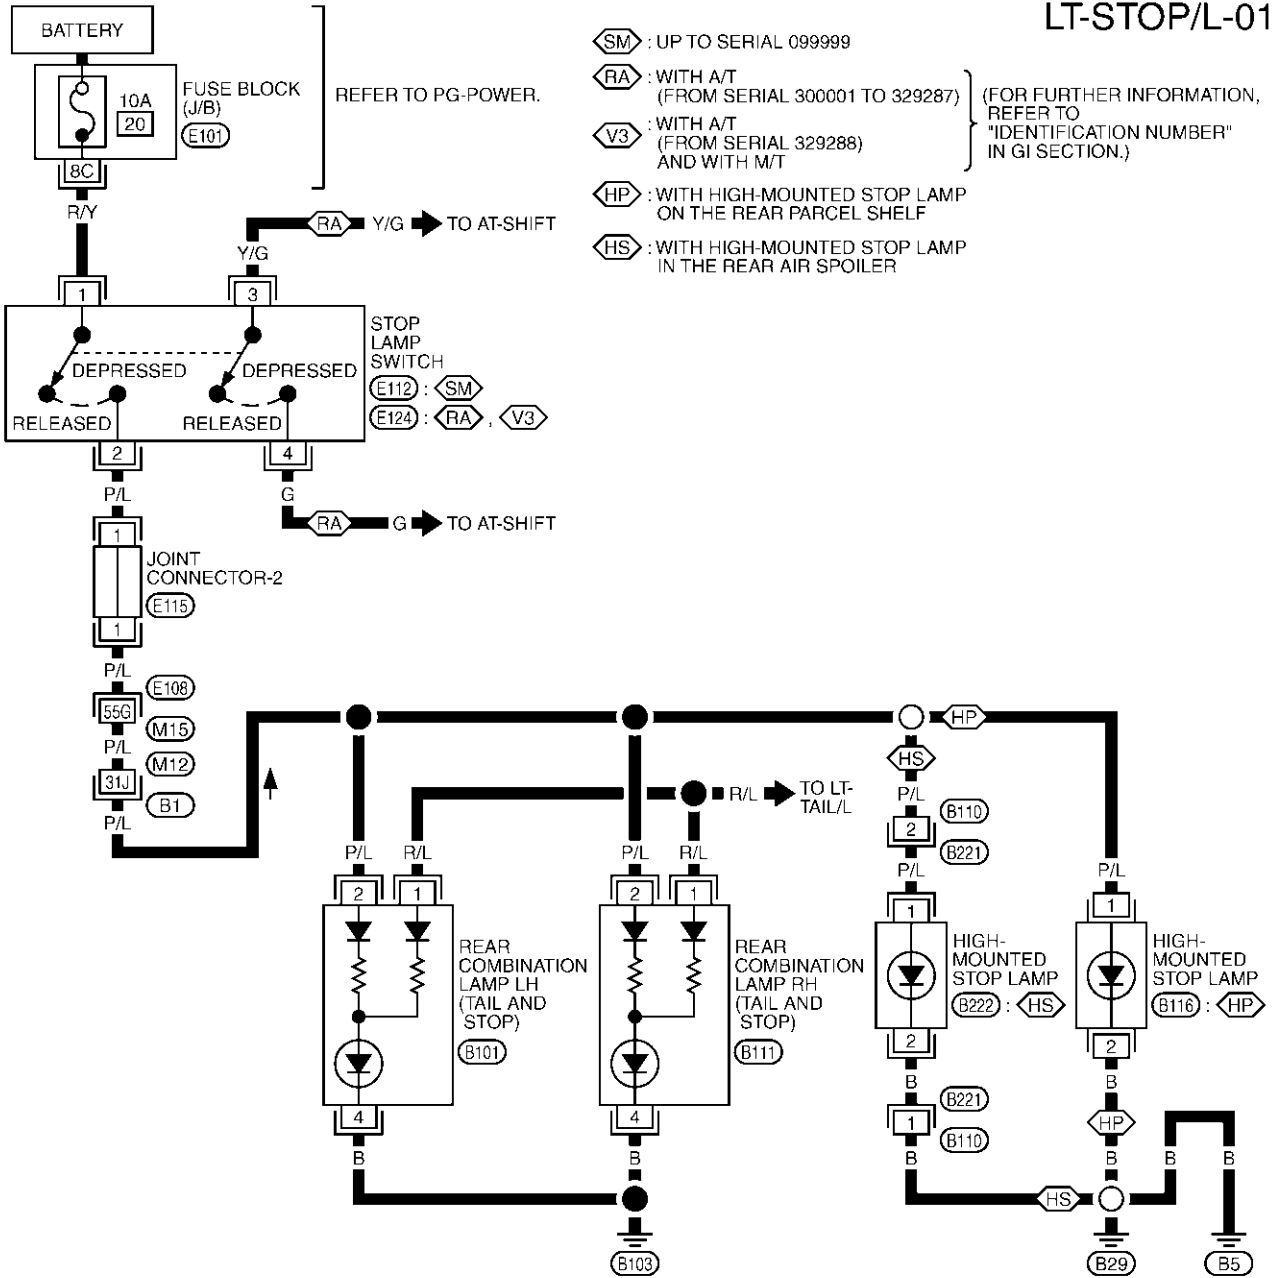 LT-STOP/L-01
BATTERY
10A
20
FUSE BLOCK
(J/B)
E101
REFER TO PG-POWER.
8C
R/Y
SM : UP TO SERIAL 099999
RA : WITH A/T
(FROM SERIAL 300001 TO 329287)
V3 : WITH A/T
(FROM SERIAL 329288)
AND WITH M/T
(FOR FURTHER INFORMATION,
REFER TO
"IDENTIFICATION NUMBER"
IN GI SECTION.)
HP : WITH HIGH-MOUNTED STOP LAMP
ON THE REAR PARCEL SHELF
HS : WITH HIGH-MOUNTED STOP LAMP
IN THE REAR AIR SPOILER
RA Y/G TO AT-SHIFT
Y/G
1 3
DEPRESSED DEPRESSED
RELEASED RELEASED
STOP
LAMP
SWITCH
E112 : SM
E124 : RA , V3
2 4
P/L G
RA G TO AT-SHIFT
1
JOINT
CONNECTOR-2
E115
1
P/L
E108
55G
M15
P/L
M12
31J
B1
P/L
HP
HS
R/L TO LT-
TAIL/L
P/L
B110
2
B221
P/L R/L P/L R/L P/L P/L
2 1 2 1 1 1
REAR
COMBINATION
LAMP LH
(TAIL AND
STOP)
B101
REAR
COMBINATION
LAMP RH
(TAIL AND
STOP)
B111
HIGH-
MOUNTED
STOP LAMP
B222 : HS
HIGH-
MOUNTED
STOP LAMP
B116 : HP
4 4 2 2
B B
B221
1
B110
HP
B B B B B B
HS
B103 B29 B5